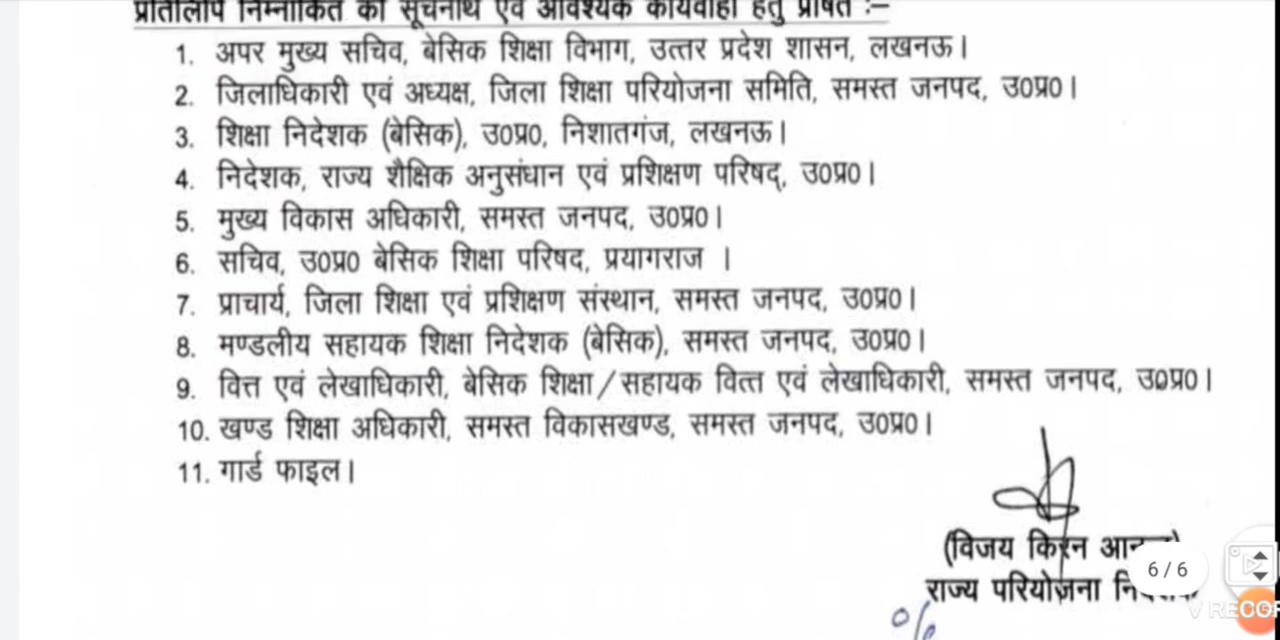 प्रतिलिपि निम्नांकित को सूचनार्थ एवं आवश्यक कार्यवाही हेतु प्रेषित :–
1. अपर मुख्य सचिव, बेसिक शिक्षा विभाग, उत्तर प्रदेश शासन, लखनऊ।
2. जिलाधिकारी एवं अध्यक्ष, जिला शिक्षा परियोजना समिति, समस्त जनपद, उ0प्र0।
3. शिक्षा निदेशक (बेसिक), उ0प्र0, निशातगंज, लखनऊ।
4. निदेशक, राज्य शैक्षिक अनुसंधान एवं प्रशिक्षण परिषद्, उ0प्र0।
5. मुख्य विकास अधिकारी, समस्त जनपद, उ0प्र0।
6. सचिव, उ0प्र0 बेसिक शिक्षा परिषद, प्रयागराज ।
7. प्राचार्य, जिला शिक्षा एवं प्रशिक्षण संस्थान, समस्त जनपद, उ0प्र0।
8. मण्डलीय सहायक शिक्षा निदेशक (बेसिक), समस्त जनपद, उ0प्र0।
9. वित्त एवं लेखाधिकारी, बेसिक शिक्षा/सहायक वित्त एवं लेखाधिकारी, समस्त जनपद, उ0प्र0।
10. खण्ड शिक्षा अधिकारी, समस्त विकासखण्ड, समस्त जनपद, उ0प्र0।
11. गार्ड फाइल।
(विजय किरन
6/6
राज्य परियोजना
V RECOR